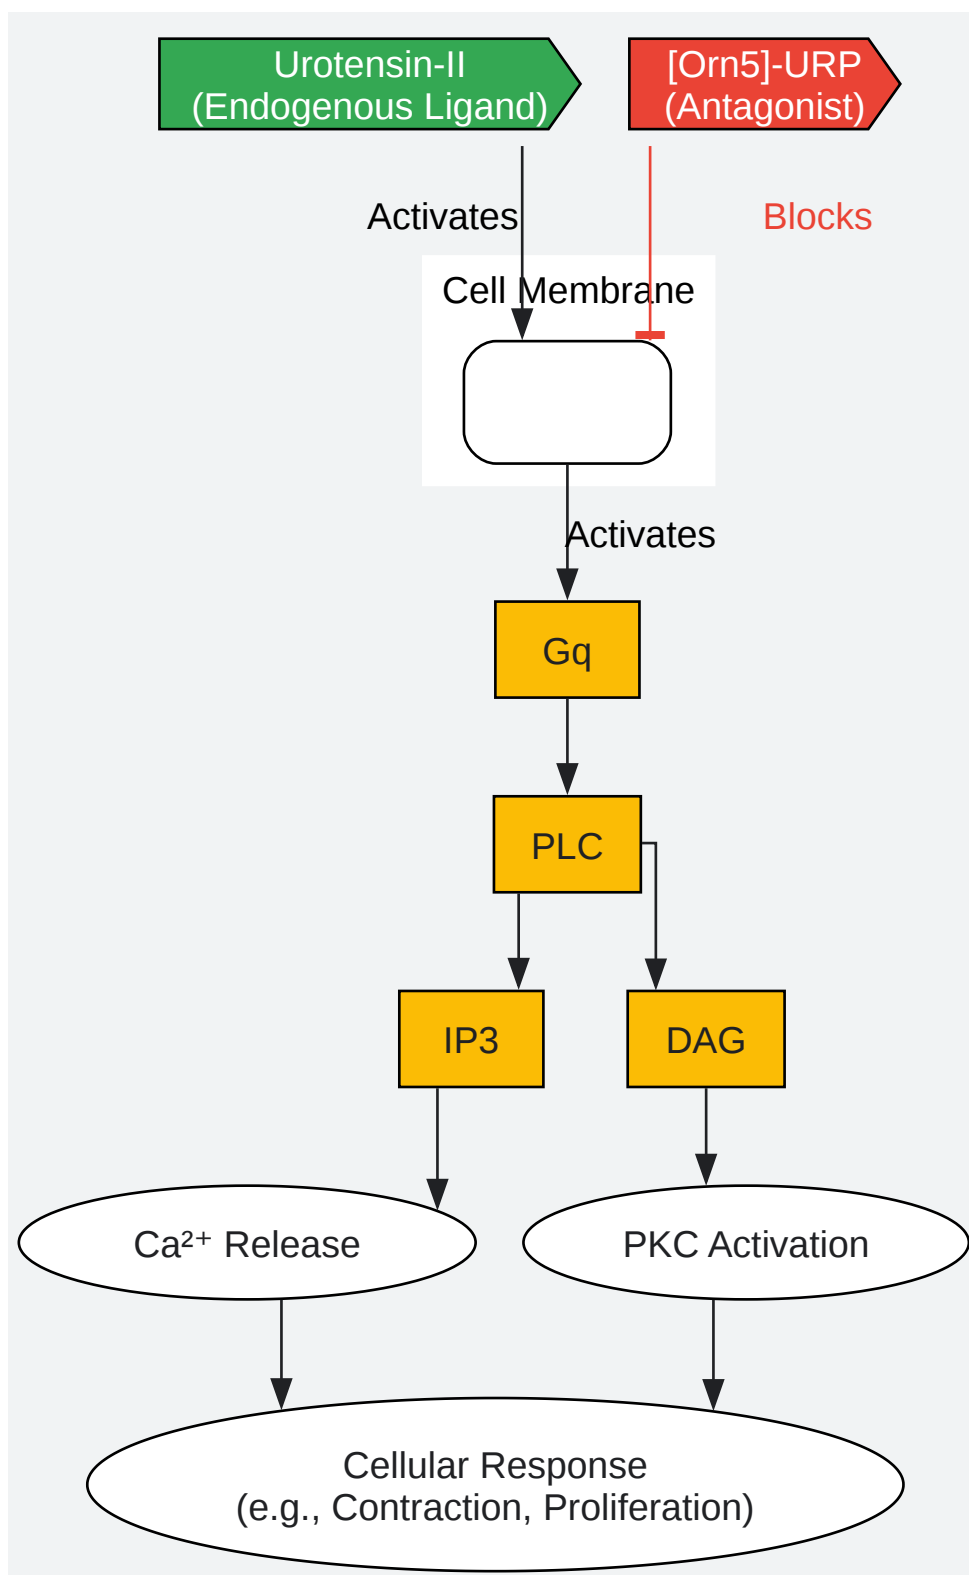 Urotensin-II
(Endogenous Ligand)
[Orn5]-URP
(Antagonist)
Activates
Blocks
Cell Membrane
Activates
Gq
PLC
IP3
DAG
Ca²⁺ Release
PKC Activation
Cellular Response
(e.g., Contraction, Proliferation)